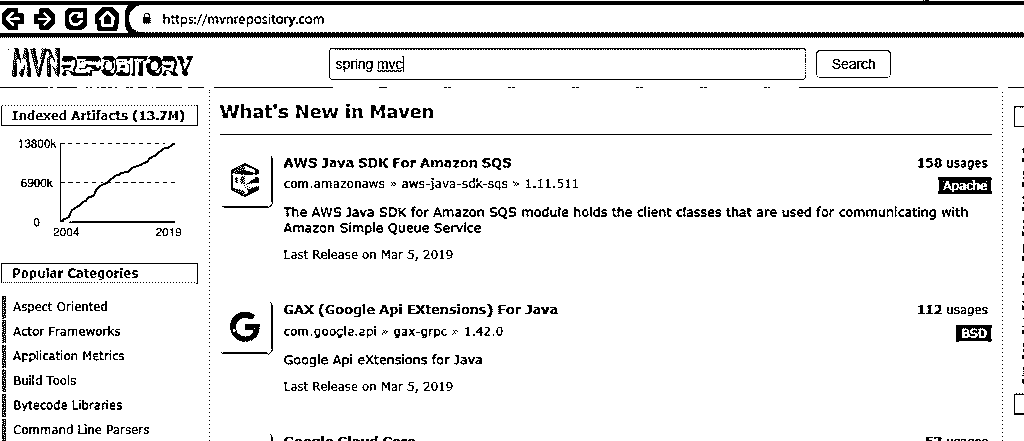 https://mvnrepository.com
MVNREPOSITORY
spring mvc
Search
Indexed Artifacts (13.7M)
13800k
6900k
0
2004 2019
Popular Categories
Aspect Oriented
Actor Frameworks
Application Metrics
Build Tools
Bytecode Libraries
Command Line Parsers
What's New in Maven
AWS Java SDK For Amazon SQS
158 usages
com.amazonaws » aws-java-sdk-sqs » 1.11.511
Apache
The AWS Java SDK for Amazon SQS module holds the client classes that are used for communicating with
Amazon Simple Queue Service
Last Release on Mar 5, 2019
GAX (Google Api EXtensions) For Java
112 usages
com.google.api » gax-grpc » 1.42.0
BSD
Google Api eXtensions for Java
Last Release on Mar 5, 2019
Google Cloud Core
usages